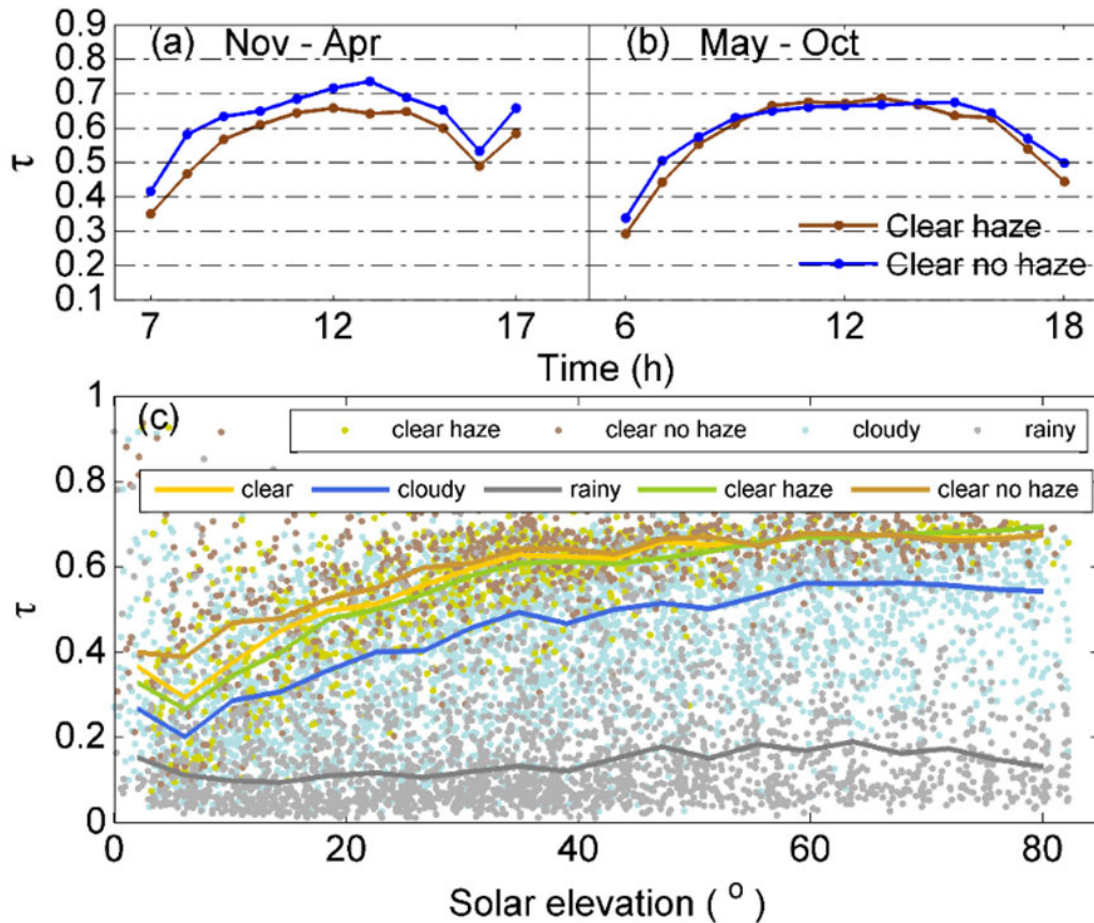 (a) Nov - Apr
(b) May - Oct
0.9
0.8
0.7
0.6
0.5
0.4
0.3
0.2
0.1
τ
Clear haze
Clear no haze
7 12 17 6 12 18
Time (h)
(c)
clear haze clear no haze cloudy rainy
clear cloudy rainy clear haze clear no haze
1
0.8
0.6
0.4
0.2
0
τ
0 20 40 60 80
Solar elevation ( o )